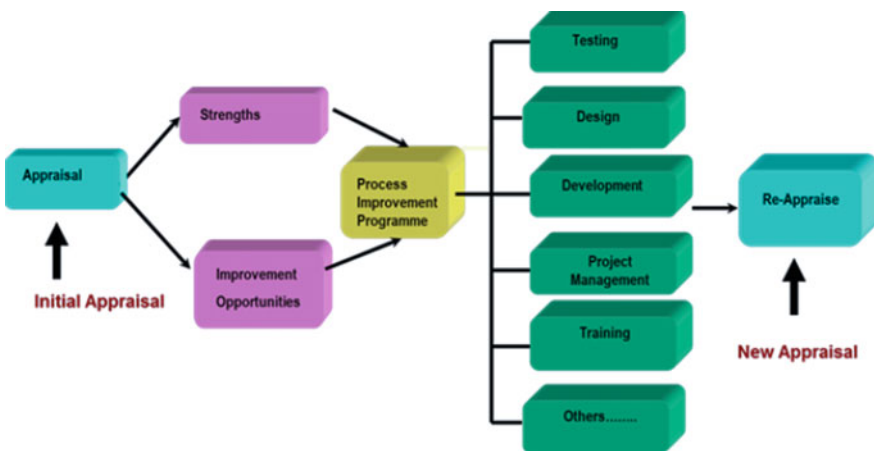 Appraisal
Initial Appraisal
Strengths
Improvement
Opportunities
Process
Improvement
Programme
Testing
Design
Development
Project
Management
Training
Others........
Re-Appraise
New Appraisal